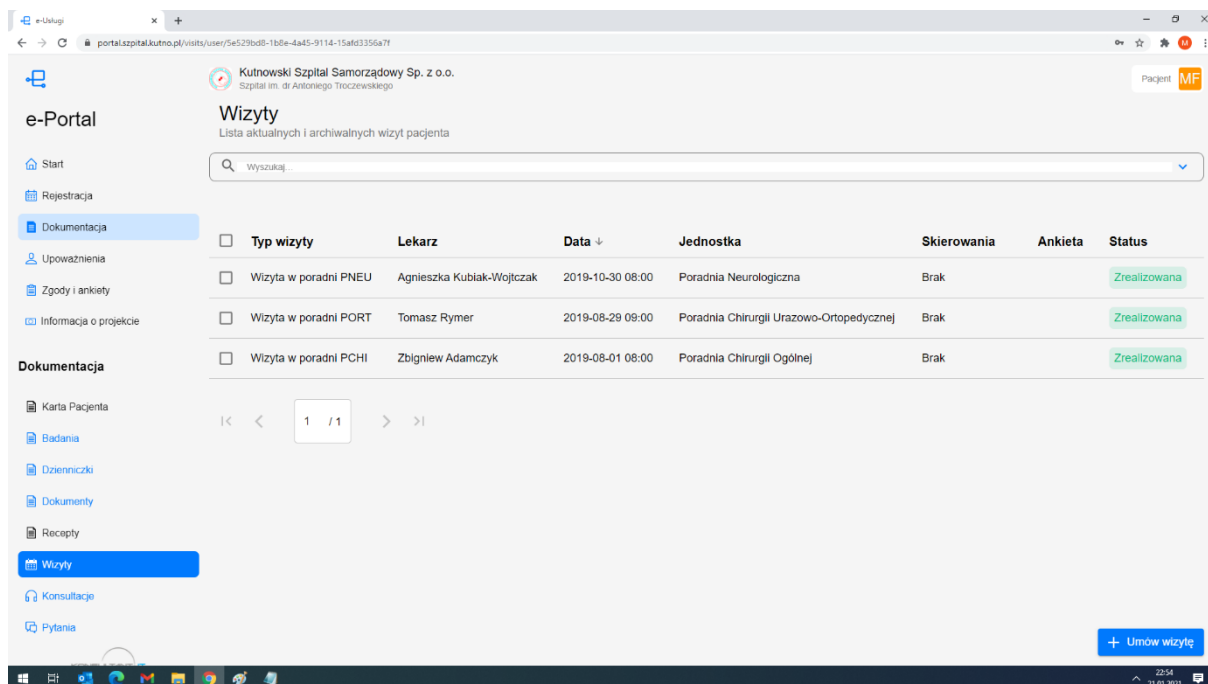 e-Usługi
portal.szpital.kutno.pl/visits/user/5e529bd8-1b8e-4a45-9114-15afd3356a7f
M
Kutnowski Szpital Samorządowy Sp. z o.o.
Szpital im. dr Antoniego Troczewskiego
Pacjent MF
e-Portal
Wizyty
Lista aktualnych i archiwalnych wizyt pacjenta
Wyszukaj...
Start
Rejestracja
Dokumentacja
Upoważnienia
Zgody i ankiety
Informacja o projekcie
Typ wizyty Lekarz Data ↓ Jednostka Skierowania Ankieta Status
Wizyta w poradni PNEU Agnieszka Kubiak-Wojtczak 2019-10-30 08:00 Poradnia Neurologiczna Brak Zrealizowana
Wizyta w poradni PORT Tomasz Rymer 2019-08-29 09:00 Poradnia Chirurgii Urazowo-Ortopedycznej Brak Zrealizowana
Wizyta w poradni PCHI Zbigniew Adamczyk 2019-08-01 08:00 Poradnia Chirurgii Ogólnej Brak Zrealizowana
1 / 1
Dokumentacja
Karta Pacjenta
Badania
Dzienniczki
Dokumenty
Recepty
Wizyty
Konsultacje
Pytania
+ Umów wizytę
22:54
21.01.2021